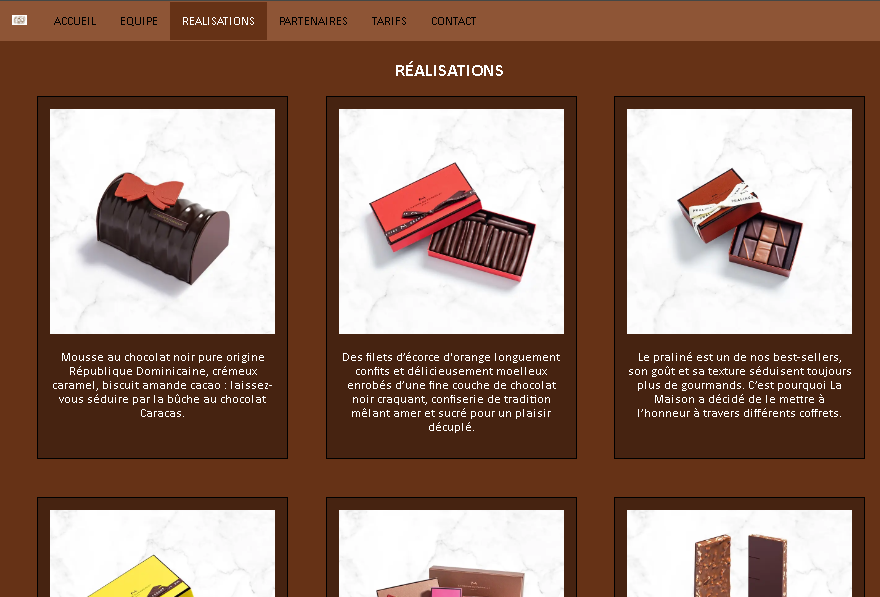 ACCUEIL EQUIPE REALISATIONS PARTENAIRES TARIFS CONTACT
RÉALISATIONS
Mousse au chocolat noir pure origine
République Dominicaine, crémeux
caramel, biscuit amande cacao : laissez-
vous séduire par la bûche au chocolat
Caracas.
Des filets d’écorce d'orange longuement
confits et délicieusement moelleux
enrobés d’une fine couche de chocolat
noir craquant, confiserie de tradition
mêlant amer et sucré pour un plaisir
décuplé.
Le praliné est un de nos best-sellers,
son goût et sa texture séduisent toujours
plus de gourmands. C’est pourquoi La
Maison a décidé de le mettre à
l’honneur à travers différents coffrets.